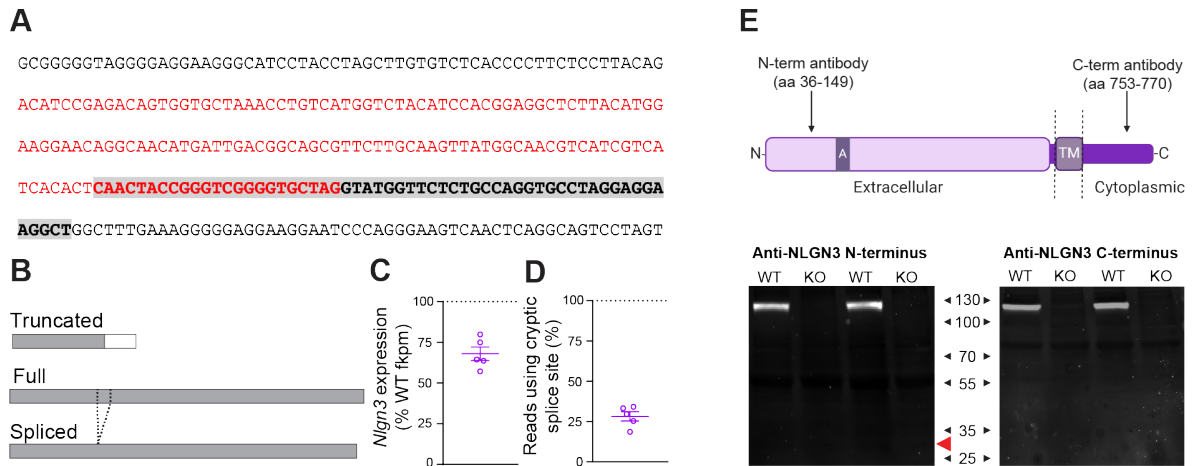 A
GCGGGGGTAGGGGAGGAAGGGCATCCTACCTAGCTTGTGTCTCACCCCTTCTCCTTACAG
ACATCCGAGACAGTGGTGCTAAACCTGTCATGGTCTACATCCACGGAGGCTCTTACATGG
AAGGAACAGGCAACATGATTGACGGCAGCGTTCTTGCAAGTTATGGCAACGTCATCGTCA
TCACACTCAACTACCGGGTCGGGGTGCTAGGTATGGTTCTCTGCCAGGTGCCTAGGAGGA
AGGCTGGCTTTGAAAGGGGGAGGAAGGAATCCCAGGGAAGTCAACTCAGGCAGTCCTAGT
B
Truncated
Full
Spliced
C
Nlgn3 expression
(% WT fkpm)
100
75
50
25
0
D
Reads using cryptic
splice site (%)
100
75
50
25
0
E
N-term antibody
(aa 36-149)
C-term antibody
(aa 753-770)
N-
A
TM
-C
Extracellular
Cytoplasmic
Anti-NLGN3 N-terminus
WT KO WT KO
Anti-NLGN3 C-terminus
WT KO WT KO
130
100
70
55
35
25